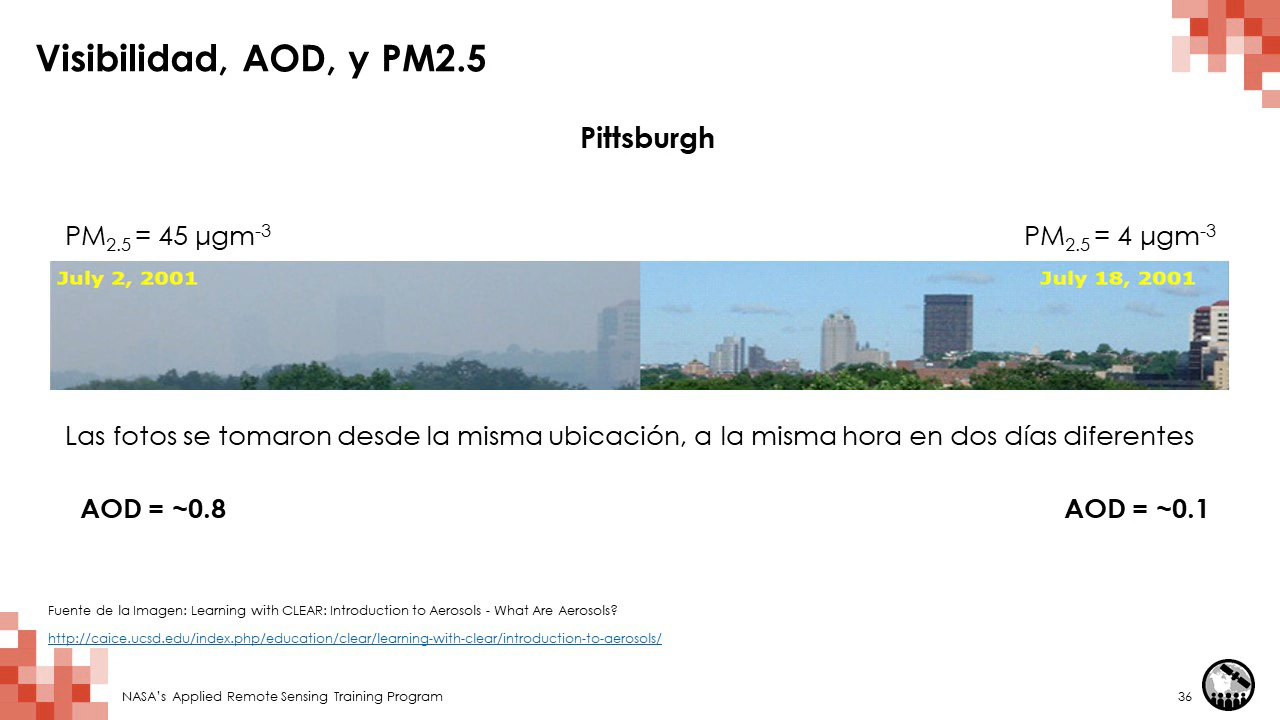 Visibilidad, AOD, y PM2.5
Pittsburgh
PM2.5 = 45 µgm-3
PM2.5 = 4 µgm-3
July 2, 2001
July 18, 2001
Las fotos se tomaron desde la misma ubicación, a la misma hora en dos días diferentes
AOD = ~0.8
AOD = ~0.1
Fuente de la Imagen: Learning with CLEAR: Introduction to Aerosols - What Are Aerosols?
http://caice.ucsd.edu/index.php/education/clear/learning-with-clear/introduction-to-aerosols/
NASA’s Applied Remote Sensing Training Program
36